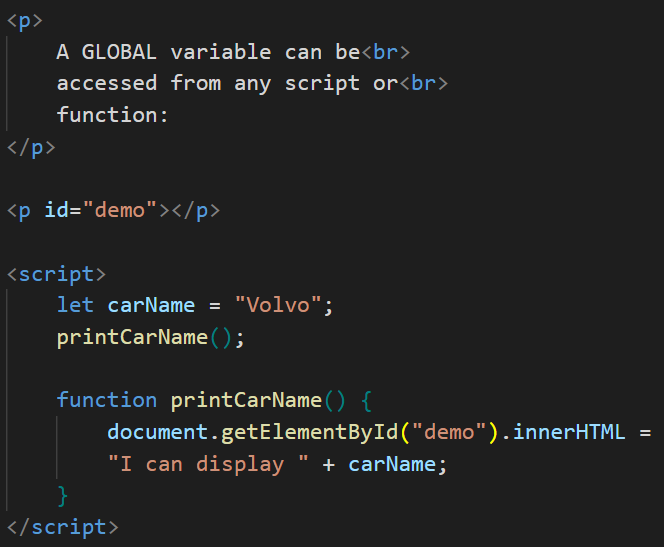 <p>
    A GLOBAL variable can be<br>
    accessed from any script or<br>
    function:
</p>

<p id="demo"></p>

<script>
    let carName = "Volvo";
    printCarName();

    function printCarName() {
        document.getElementById("demo").innerHTML =
        "I can display " + carName;
    }
</script>